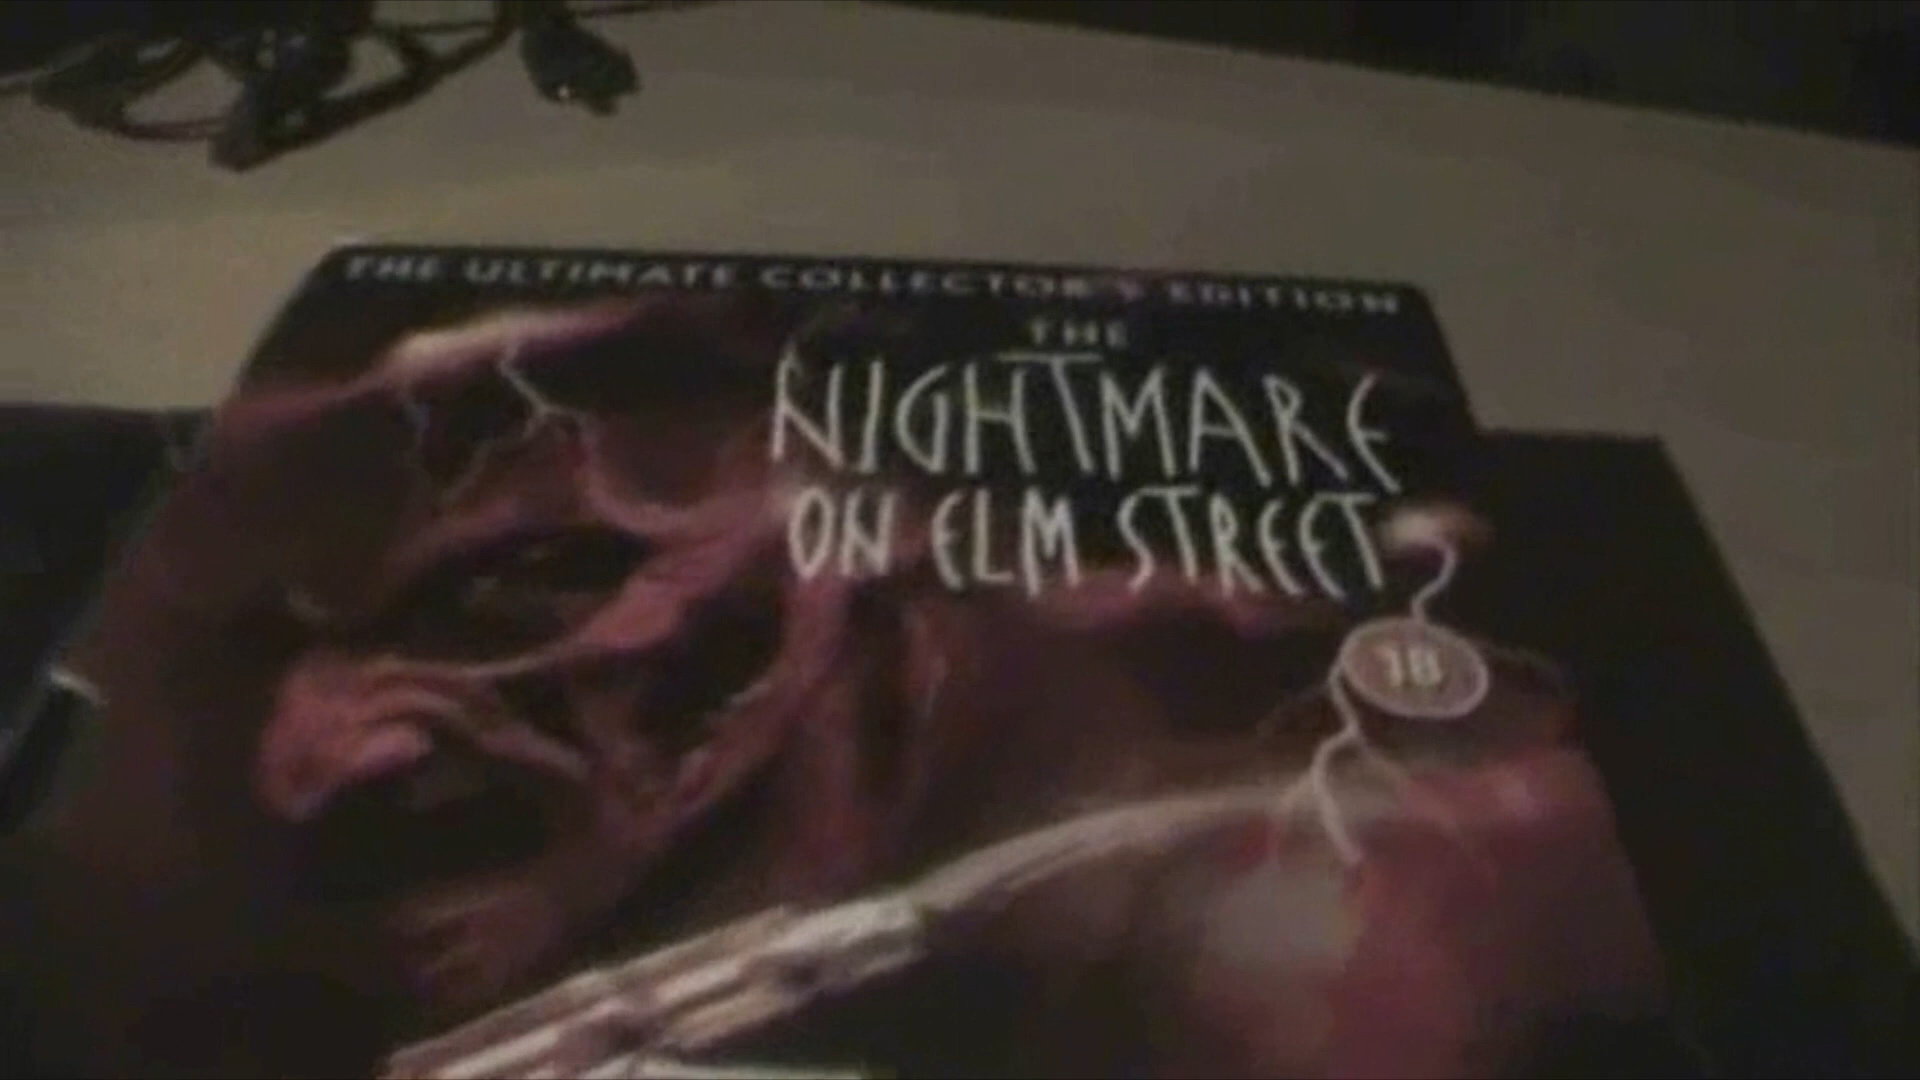 THE ULTIMATE COLLECTOR'S EDITION
THE
NIGHTMARE
ON ELM STREET
18